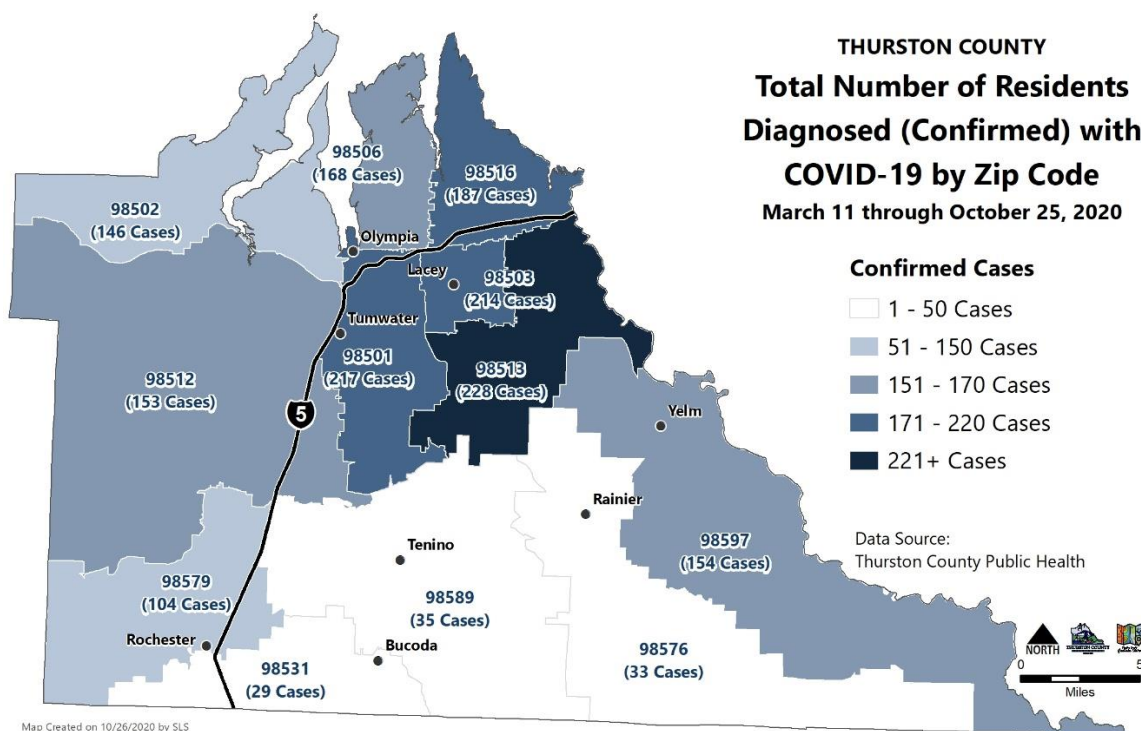 THURSTON COUNTY
Total Number of Residents
Diagnosed (Confirmed) with
COVID-19 by Zip Code
March 11 through October 25, 2020
Confirmed Cases
1 - 50 Cases
51 - 150 Cases
151 - 170 Cases
171 - 220 Cases
221+ Cases
98506
(168 Cases)
98516
(187 Cases)
98502
(146 Cases)
Olympia
Lacey
98503
(214 Cases)
Tumwater
98501
(217 Cases)
98513
(228 Cases)
98512
(153 Cases)
5
Yelm
Rainier
Tenino
98597
(154 Cases)
98579
(104 Cases)
98589
(35 Cases)
Rochester
Bucoda
98576
(33 Cases)
98531
(29 Cases)
Data Source:
Thurston County Public Health
NORTH
THURSTON COUNTY
0 5
Miles
Map Created on 10/26/2020 by SLS